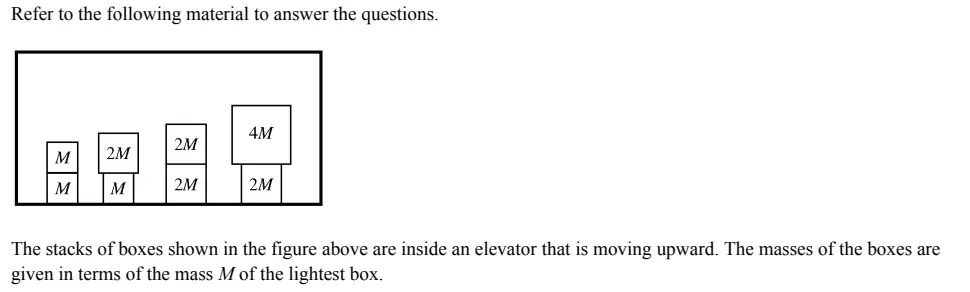 Refer to the following material to answer the questions.
4M
2M
2M
M
M
M
2M
2M
The stacks of boxes shown in the figure above are inside an elevator that is moving upward. The masses of the boxes are
given in terms of the mass M of the lightest box.